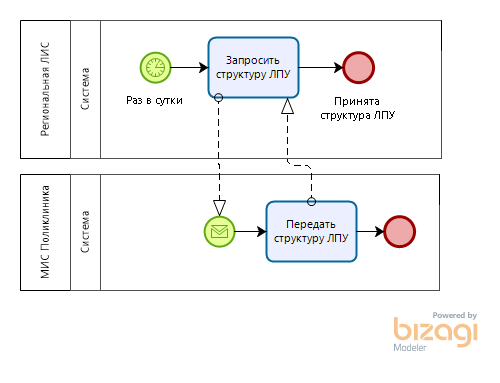 Региональная ЛИС
Система
Раз в сутки
Запросить
структуру ЛПУ
Принята
структура ЛПУ
МИС Поликлиника
Система
Передать
структуру ЛПУ
Powered by
bizagi
Modeler